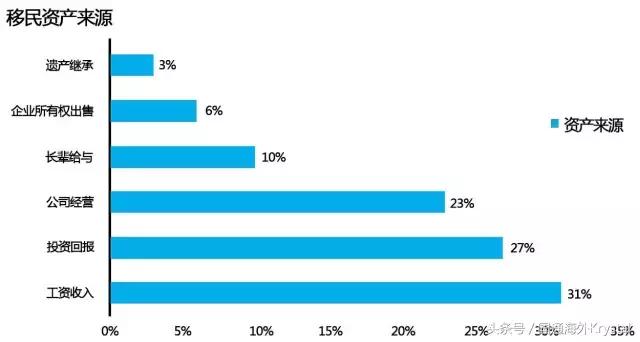 移民资产来源
遗产继承 3%
企业所有权出售 6%
资产来源
长辈给与 10%
公司经营 23%
投资回报 27%
工资收入 31%
0% 5% 10% 15% 20% 25% 30% 35%
头条号